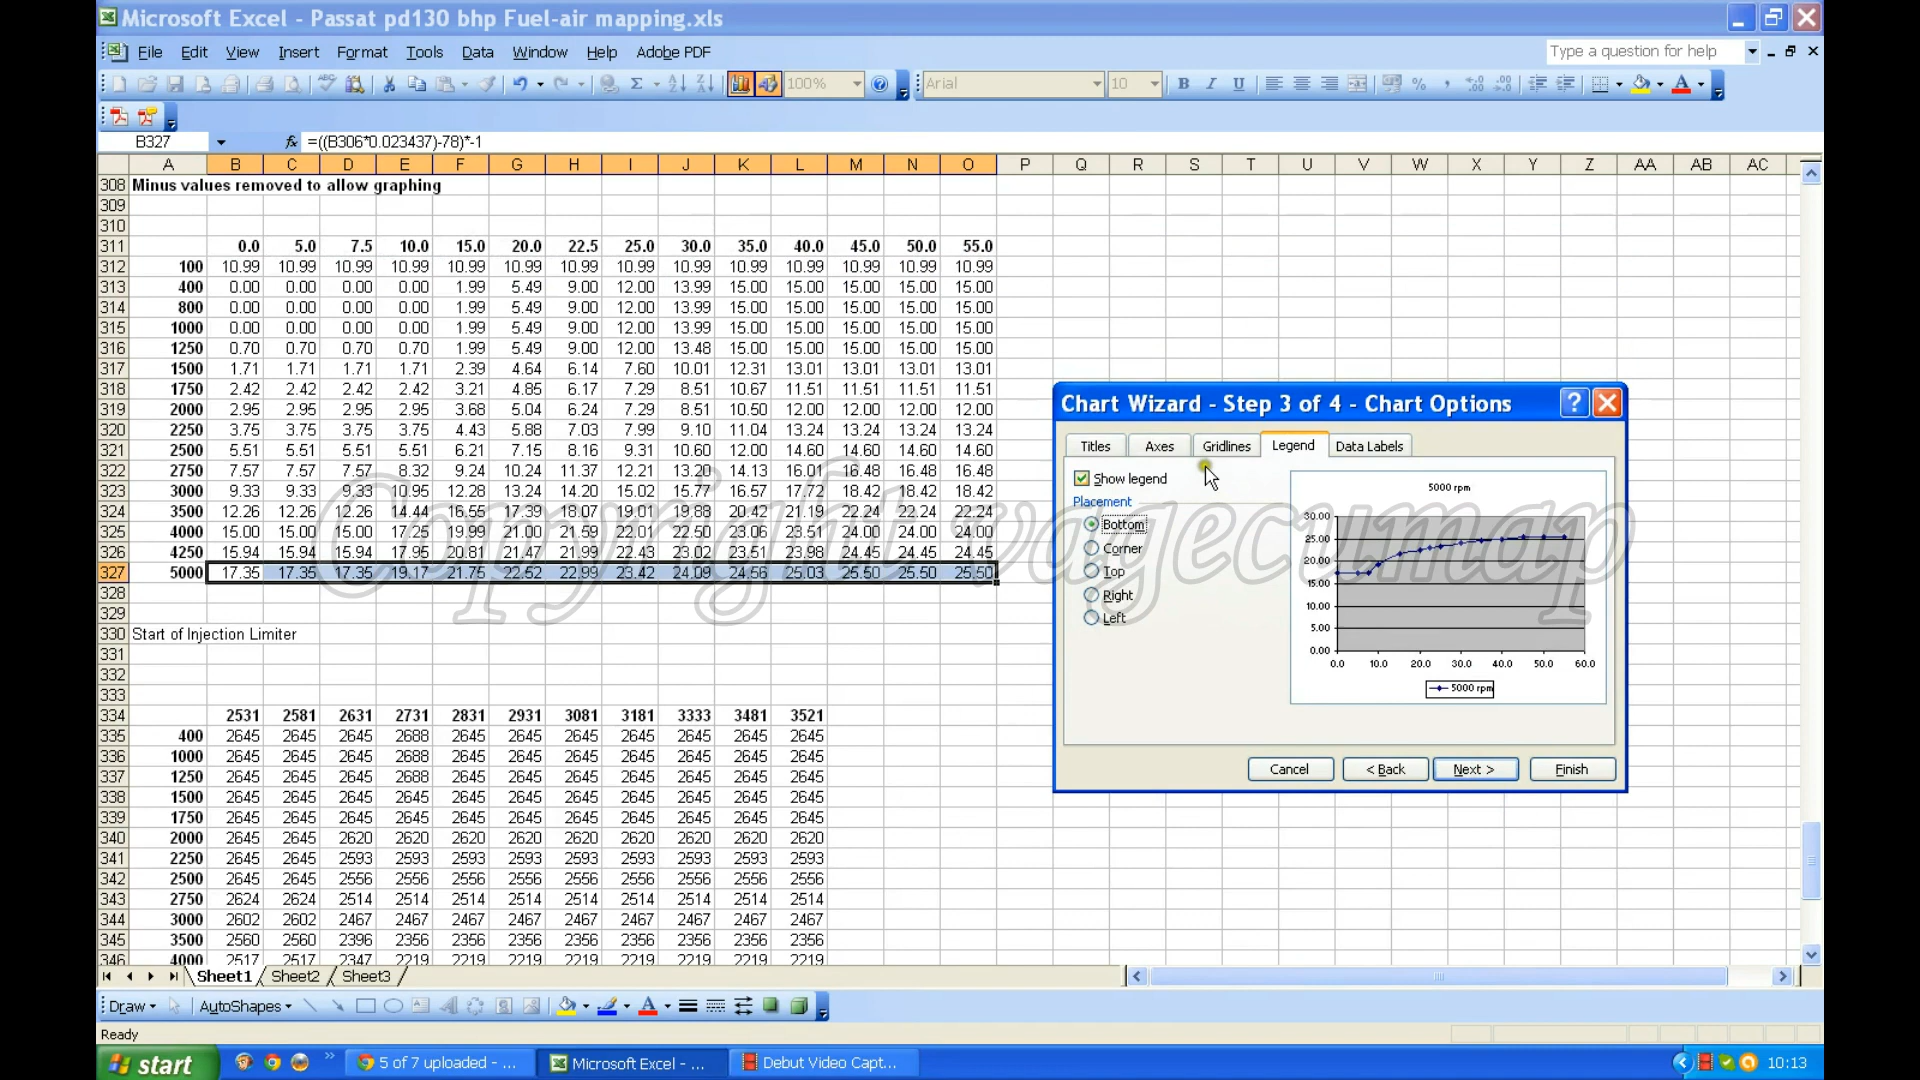 Microsoft Excel - Passat pd130 bhp Fuel-air mapping.xls
File Edit View Insert Format Tools Data Window Help Adobe PDF
Type a question for help
100% Arial 10 B I U
B327 fx =((B306*0.023437)-78)*-1
A B C D E F G H I J K L M N O P Q R S T U V W X Y Z AA AB AC
308 Minus values removed to allow graphing
309
310
311 0.0 5.0 7.5 10.0 15.0 20.0 22.5 25.0 30.0 35.0 40.0 45.0 50.0 55.0
312 100 10.99 10.99 10.99 10.99 10.99 10.99 10.99 10.99 10.99 10.99 10.99 10.99 10.99 10.99
313 400 0.00 0.00 0.00 0.00 1.99 5.49 9.00 12.00 13.99 15.00 15.00 15.00 15.00 15.00
314 800 0.00 0.00 0.00 0.00 1.99 5.49 9.00 12.00 13.99 15.00 15.00 15.00 15.00 15.00
315 1000 0.00 0.00 0.00 0.00 1.99 5.49 9.00 12.00 13.99 15.00 15.00 15.00 15.00 15.00
316 1250 0.70 0.70 0.70 0.70 1.99 5.49 9.00 12.00 13.48 15.00 15.00 15.00 15.00 15.00
317 1500 1.71 1.71 1.71 1.71 2.39 4.64 6.14 7.60 10.01 12.31 13.01 13.01 13.01 13.01
318 1750 2.42 2.42 2.42 2.42 3.21 4.85 6.17 7.29 8.51 10.67 11.51 11.51 11.51 11.51
319 2000 2.95 2.95 2.95 2.95 3.68 5.04 6.24 7.29 8.51 10.50 12.00 12.00 12.00 12.00
320 2250 3.75 3.75 3.75 3.75 4.43 5.88 7.03 7.99 9.10 11.04 13.24 13.24 13.24 13.24
321 2500 5.51 5.51 5.51 5.51 6.21 7.15 8.16 9.31 10.60 12.00 14.60 14.60 14.60 14.60
322 2750 7.57 7.57 7.57 8.32 9.24 10.24 11.37 12.21 13.20 14.13 16.01 16.48 16.48 16.48
323 3000 9.33 9.33 9.33 10.95 12.28 13.24 14.20 15.02 15.77 16.57 17.72 18.42 18.42 18.42
324 3500 12.26 12.26 12.26 14.44 16.55 17.39 18.07 19.01 19.88 20.42 21.19 22.24 22.24 22.24
325 4000 15.00 15.00 15.00 17.25 19.99 21.00 21.59 22.01 22.50 23.06 23.51 24.00 24.00 24.00
326 4250 15.94 15.94 15.94 17.95 20.81 21.47 21.99 22.43 23.02 23.51 23.98 24.45 24.45 24.45
327 5000 17.35 17.35 17.35 19.17 21.75 22.52 22.99 23.42 24.09 24.56 25.03 25.50 25.50 25.50
328
329
330 Start of Injection Limiter
331
332
333
334 2531 2581 2631 2731 2831 2931 3081 3181 3333 3481 3521
335 400 2645 2645 2645 2688 2645 2645 2645 2645 2645 2645 2645
336 1000 2645 2645 2645 2688 2645 2645 2645 2645 2645 2645 2645
337 1250 2645 2645 2645 2688 2645 2645 2645 2645 2645 2645 2645
338 1500 2645 2645 2645 2645 2645 2645 2645 2645 2645 2645 2645
339 1750 2645 2645 2645 2645 2645 2645 2645 2645 2645 2645 2645
340 2000 2645 2645 2620 2620 2620 2620 2620 2620 2620 2620 2620
341 2250 2645 2645 2593 2593 2593 2593 2593 2593 2593 2593 2593
342 2500 2645 2645 2556 2556 2556 2556 2556 2556 2556 2556 2556
343 2750 2624 2624 2514 2514 2514 2514 2514 2514 2514 2514 2514
344 3000 2602 2602 2467 2467 2467 2467 2467 2467 2467 2467 2467
345 3500 2560 2560 2396 2356 2356 2356 2356 2356 2356 2356 2356
346 4000 2517 2517 2347 2219 2219 2219 2219 2219 2219 2219 2219
Copyright vagecumap
Chart Wizard - Step 3 of 4 - Chart Options
Titles Axes Gridlines Legend Data Labels
Show legend
Placement
Bottom
Corner
Top
Right
Left
5000 rpm
30.00
25.00
20.00
15.00
10.00
5.00
0.00
0.0 10.0 20.0 30.0 40.0 50.0 60.0
5000 rpm
Cancel < Back Next > Finish
Sheet1 Sheet2 Sheet3
Draw AutoShapes
Ready
start 5 of 7 uploaded - ... Microsoft Excel - ... Debut Video Capt... 10:13